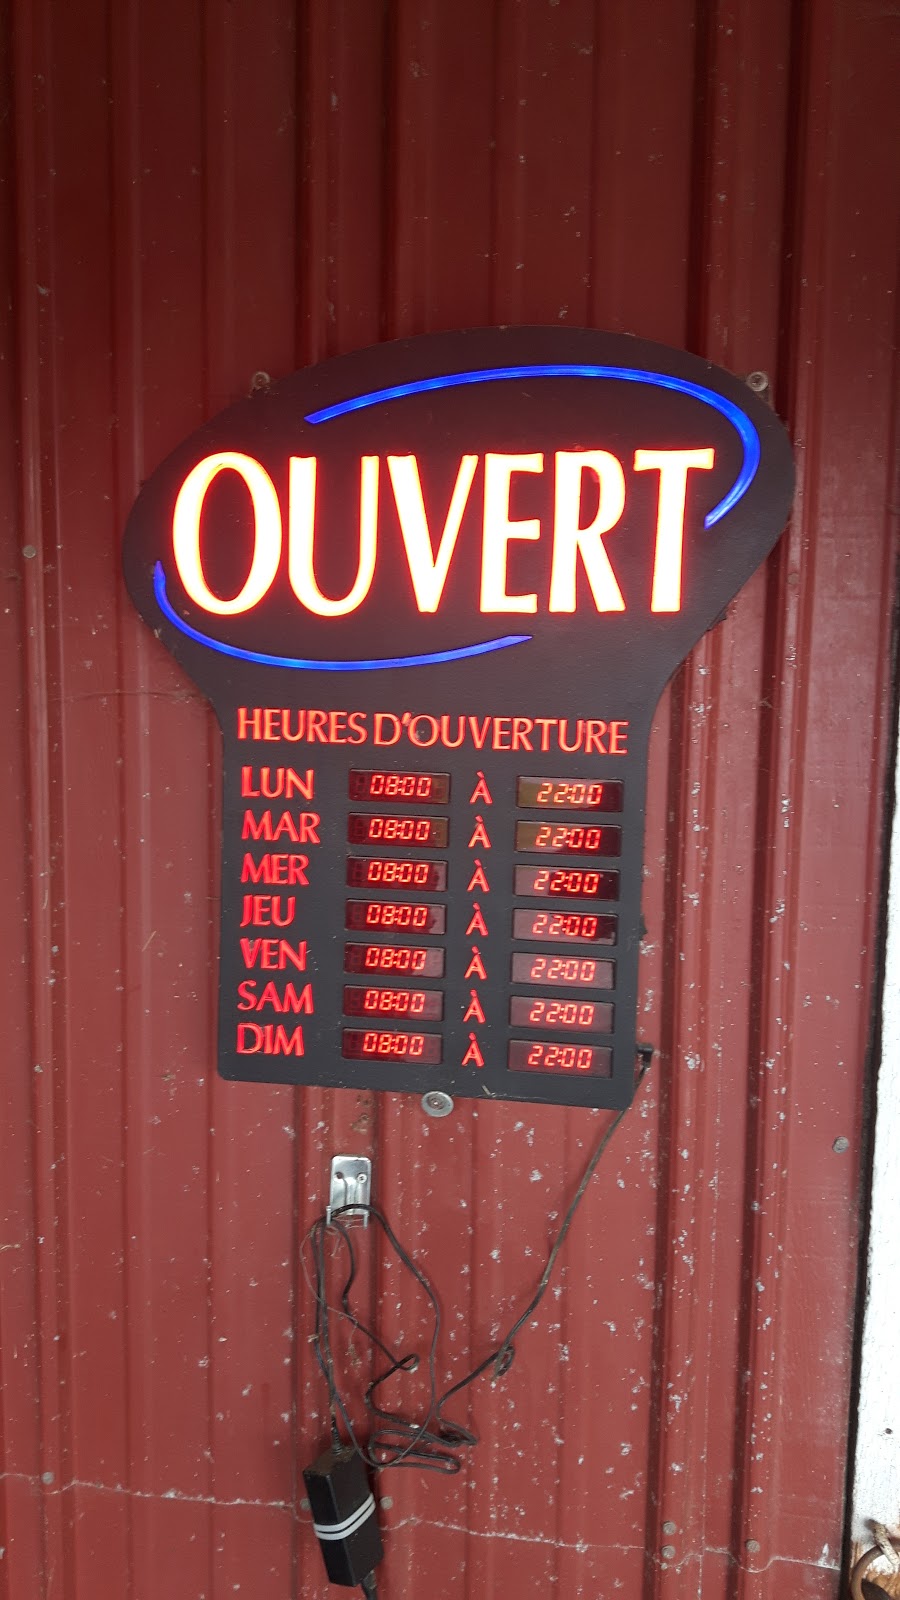 OUVERT
HEURES D'OUVERTURE
LUN 08:00 À 22:00
MAR 08:00 À 22:00
MER 08:00 À 22:00
JEU 08:00 À 22:00
VEN 08:00 À 22:00
SAM 08:00 À 22:00
DIM 08:00 À 22:00